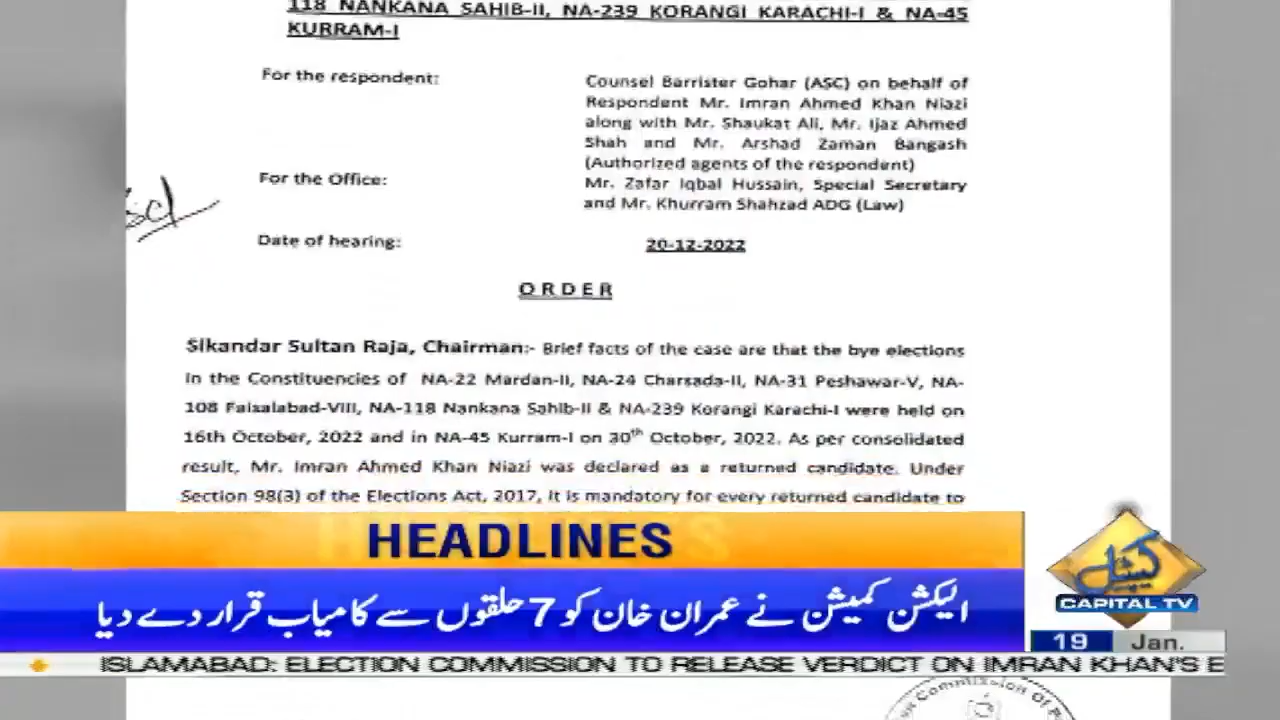 118 NANKANA SAHIB-II, NA-239 KORANGI KARACHI-I & NA-45
KURRAM-I
For the respondent:
Counsel Barrister Gohar (ASC) on behalf of
Respondent Mr. Imran Ahmed Khan Niazi
along with Mr. Shaukat Ali, Mr. Ijaz Ahmed
Shah and Mr. Arshad Zaman Bangash
(Authorized agents of the respondent)
For the Office:
Mr. Zafar Iqbal Hussain, Special Secretary
and Mr. Khurram Shahzad ADG (Law)
Date of hearing:
20-12-2022
ORDER
Sikandar Sultan Raja, Chairman:- Brief facts of the case are that the bye elections
in the Constituencies of NA-22 Mardan-II, NA-24 Charsada-II, NA-31 Peshawar-V, NA-
108 Faisalabad-VIII, NA-118 Nankana Sahib-II & NA-239 Korangi Karachi-I were held on
16th October, 2022 and in NA-45 Kurram-I on 30th October, 2022. As per consolidated
result, Mr. Imran Ahmed Khan Niazi was declared as a returned candidate. Under
Section 98(3) of the Elections Act, 2017, it is mandatory for every returned candidate to
HEADLINES
الیکشن کمیشن نے عمران خان کو 7 حلقوں سے کامیاب قرار دے دیا
کیپیٹل
CAPITAL TV
19 Jan.
ISLAMABAD: ELECTION COMMISSION TO RELEASE VERDICT ON IMRAN KHAN'S E
Commission Of